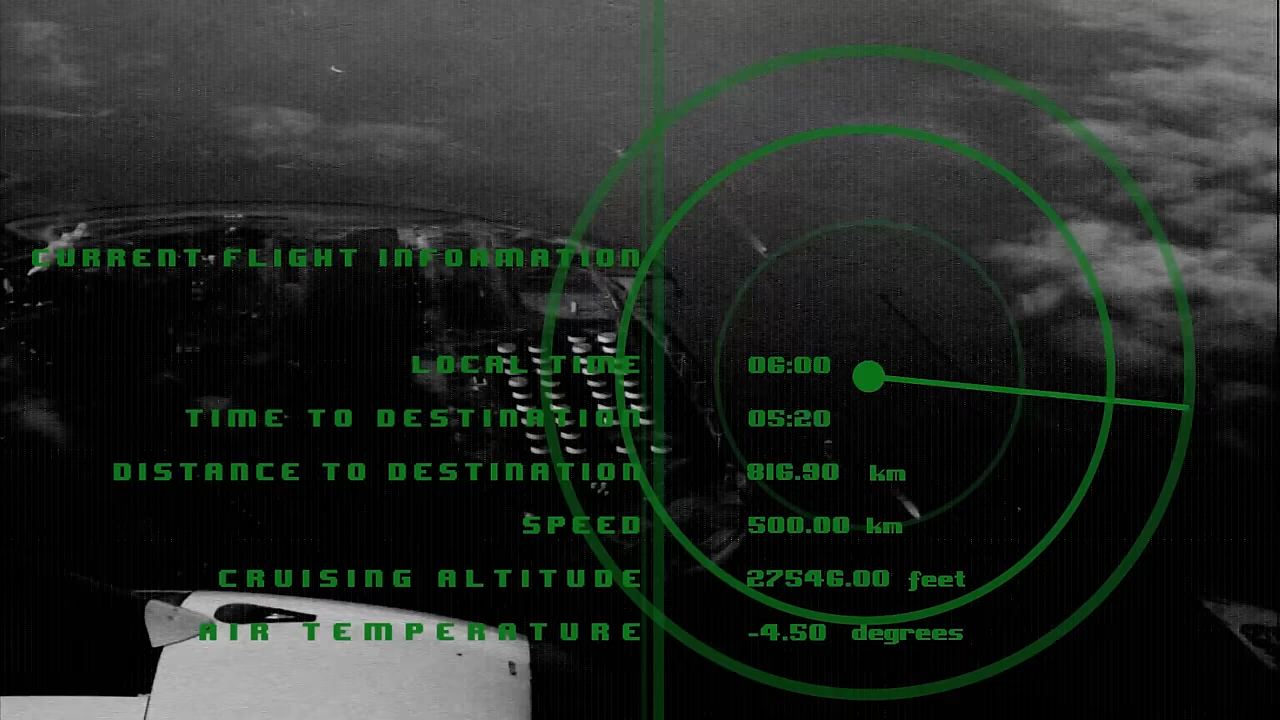 CURRENT FLIGHT INFORMATION
LOCAL TIME 06:00
TIME TO DESTINATION 05:20
DISTANCE TO DESTINATION 816.90 km
SPEED 500.00 km
CRUISING ALTITUDE 27546.00 feet
AIR TEMPERATURE -4.50 degrees